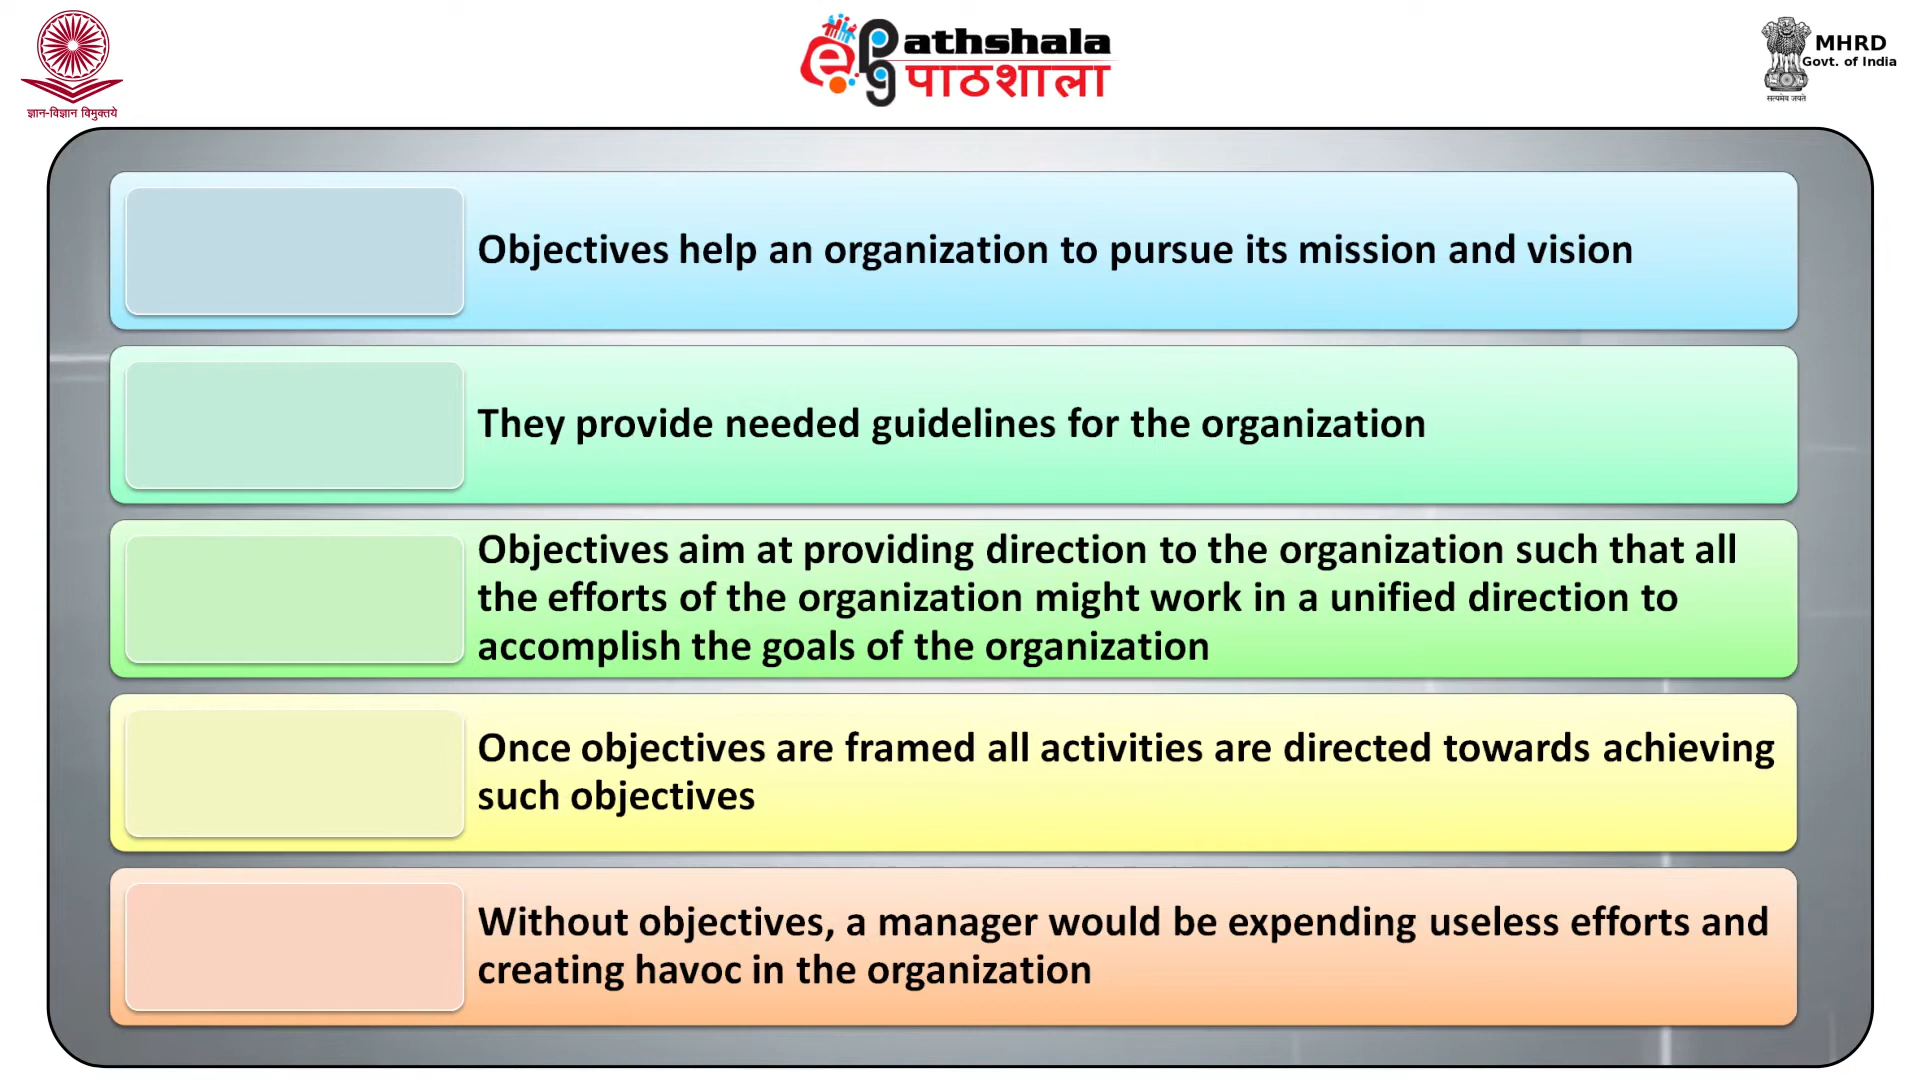 ज्ञान-विज्ञान विमुक्तये
e pg Pathshala
पाठशाला
सत्यमेव जयते
MHRD
Govt. of India
Objectives help an organization to pursue its mission and vision
They provide needed guidelines for the organization
Objectives aim at providing direction to the organization such that all
the efforts of the organization might work in a unified direction to
accomplish the goals of the organization
Once objectives are framed all activities are directed towards achieving
such objectives
Without objectives, a manager would be expending useless efforts and
creating havoc in the organization